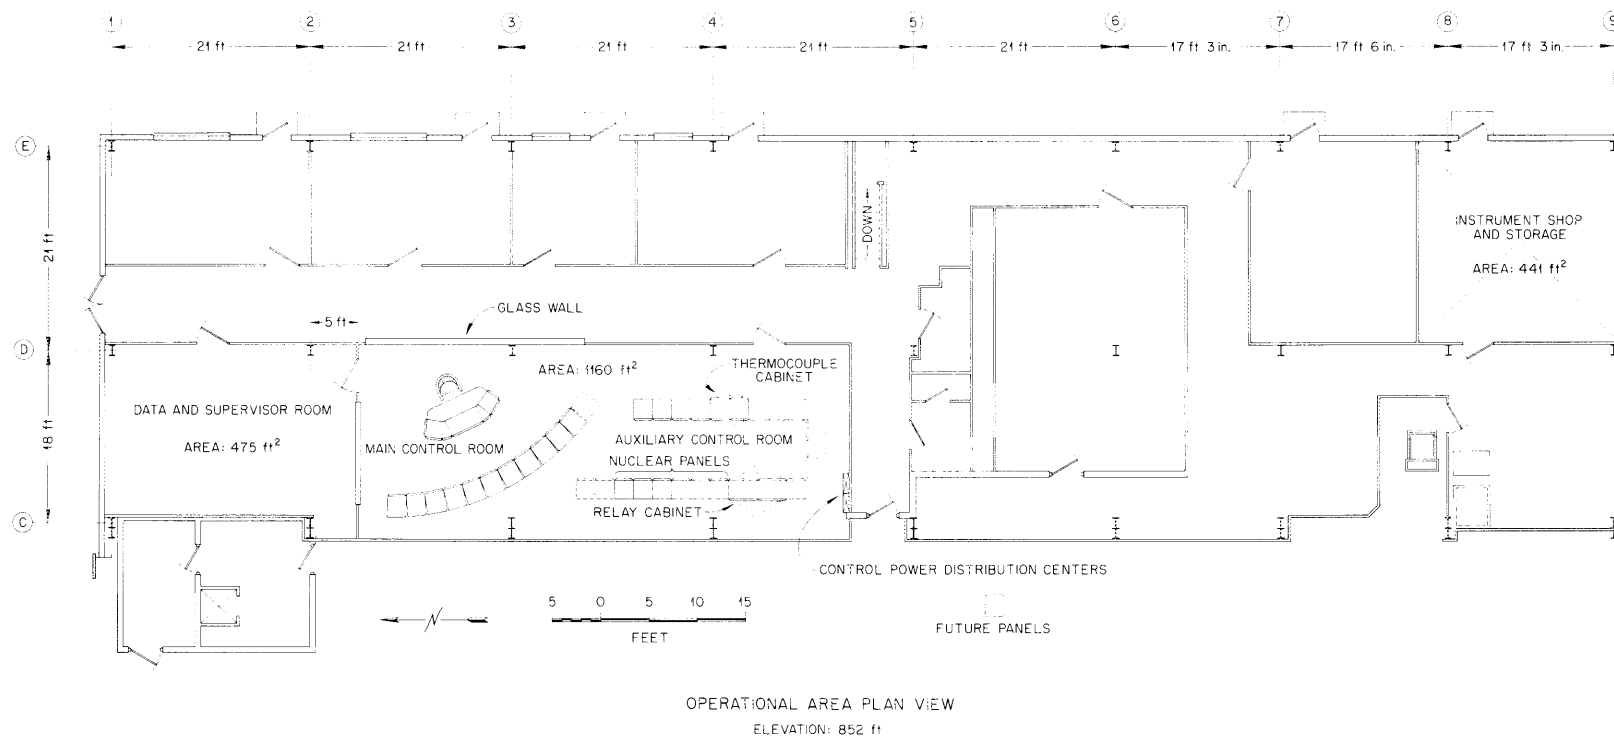 1 2 3 4 5 6 7 8 9
21 ft 21 ft 21 ft 21 ft 21 ft 17 ft 3 in. 17 ft 6 in. 17 ft 3 in.
E
21 ft
DOWN
INSTRUMENT SHOP
AND STORAGE
AREA: 441 ft²
GLASS WALL
5 ft
D
AREA: 1160 ft²
THERMOCOUPLE
CABINET
DATA AND SUPERVISOR ROOM
AREA: 475 ft²
18 ft
MAIN CONTROL ROOM
AUXILIARY CONTROL ROOM
NUCLEAR PANELS
RELAY CABINET
C
CONTROL POWER DISTRIBUTION CENTERS
N
5 0 5 10 15
FEET
FUTURE PANELS
OPERATIONAL AREA PLAN VIEW
ELEVATION: 852 ft